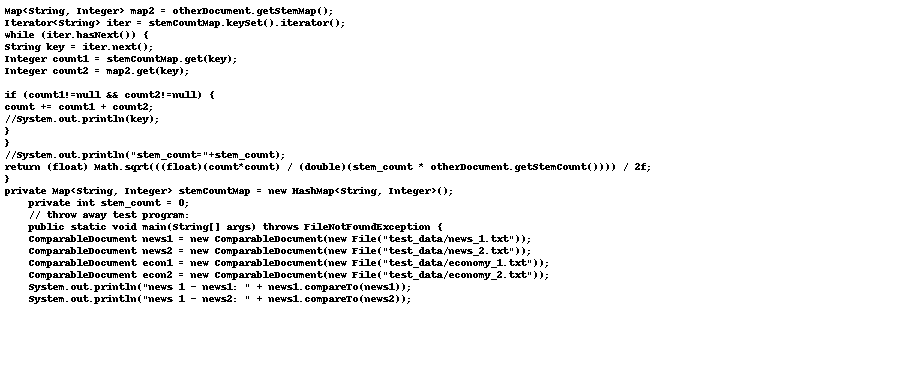 Map<String, Integer> map2 = otherDocument.getStemMap();
Iterator<String> iter = stemCountMap.keySet().iterator();
while (iter.hasNext()) {
String key = iter.next();
Integer count1 = stemCountMap.get(key);
Integer count2 = map2.get(key);
if (count1!=null && count2!=null) {
count += count1 + count2;
//System.out.println(key);
}
}
//System.out.println("stem_count="+stem_count);
return (float) Math.sqrt(((float)(count*count) / (double)(stem_count * otherDocument.getStemCount()))) / 2f;
}
private Map<String, Integer> stemCountMap = new HashMap<String, Integer>();
private int stem_count = 0;
// throw away test program:
public static void main(String[] args) throws FileNotFoundException {
ComparableDocument news1 = new ComparableDocument(new File("test_data/news_1.txt"));
ComparableDocument news2 = new ComparableDocument(new File("test_data/news_2.txt"));
ComparableDocument econ1 = new ComparableDocument(new File("test_data/economy_1.txt"));
ComparableDocument econ2 = new ComparableDocument(new File("test_data/economy_2.txt"));
System.out.println("news 1 - news1: " + news1.compareTo(news1));
System.out.println("news 1 - news2: " + news1.compareTo(news2));